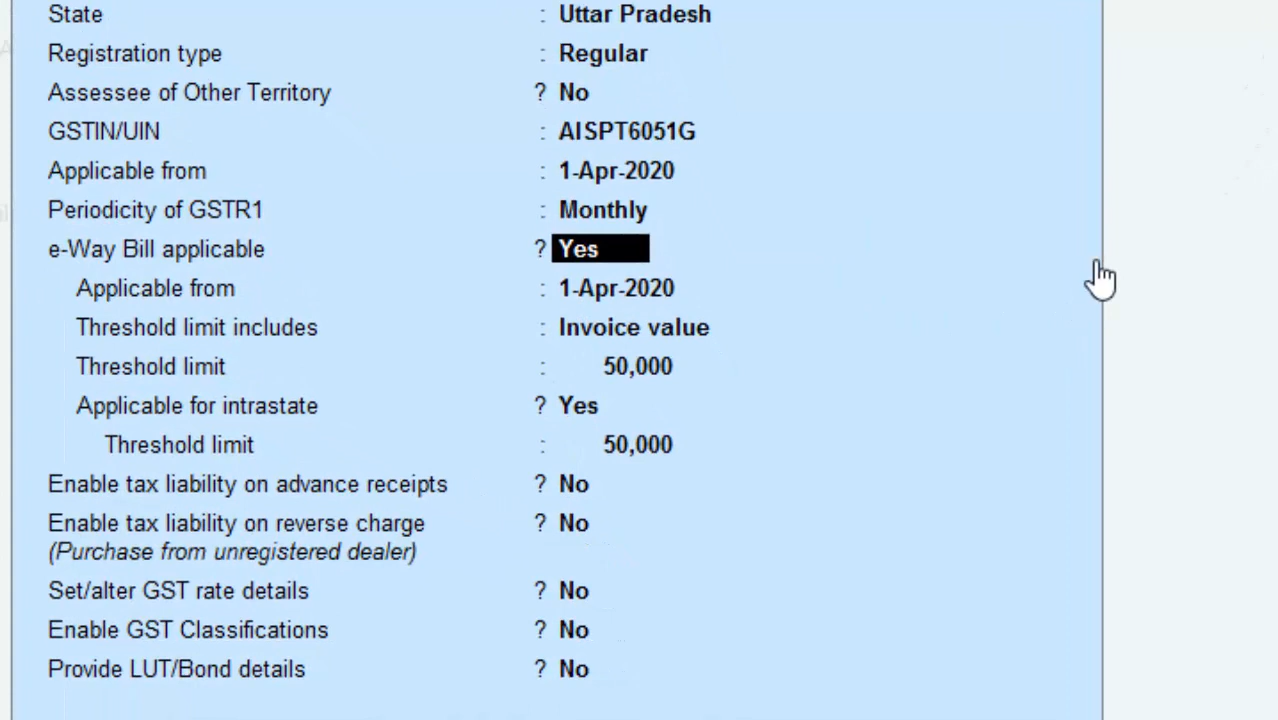 State : Uttar Pradesh
Registration type : Regular
Assessee of Other Territory ? No
GSTIN/UIN : AISPT6051G
Applicable from : 1-Apr-2020
Periodicity of GSTR1 : Monthly
e-Way Bill applicable ? Yes
Applicable from : 1-Apr-2020
Threshold limit includes : Invoice value
Threshold limit : 50,000
Applicable for intrastate ? Yes
Threshold limit : 50,000
Enable tax liability on advance receipts ? No
Enable tax liability on reverse charge ? No
(Purchase from unregistered dealer)
Set/alter GST rate details ? No
Enable GST Classifications ? No
Provide LUT/Bond details ? No